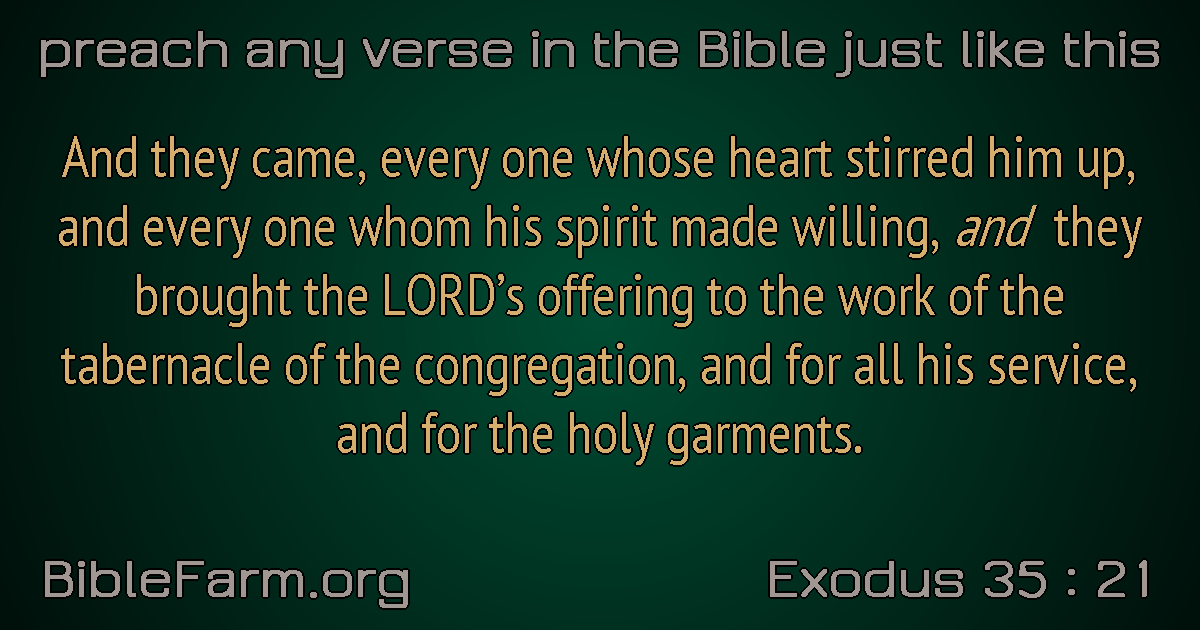 preach any verse in the Bible just like this
And they came, every one whose heart stirred him up,
and every one whom his spirit made willing, and they
brought the LORD’s offering to the work of the
tabernacle of the congregation, and for all his service,
and for the holy garments.
BibleFarm.org
Exodus 35 : 21